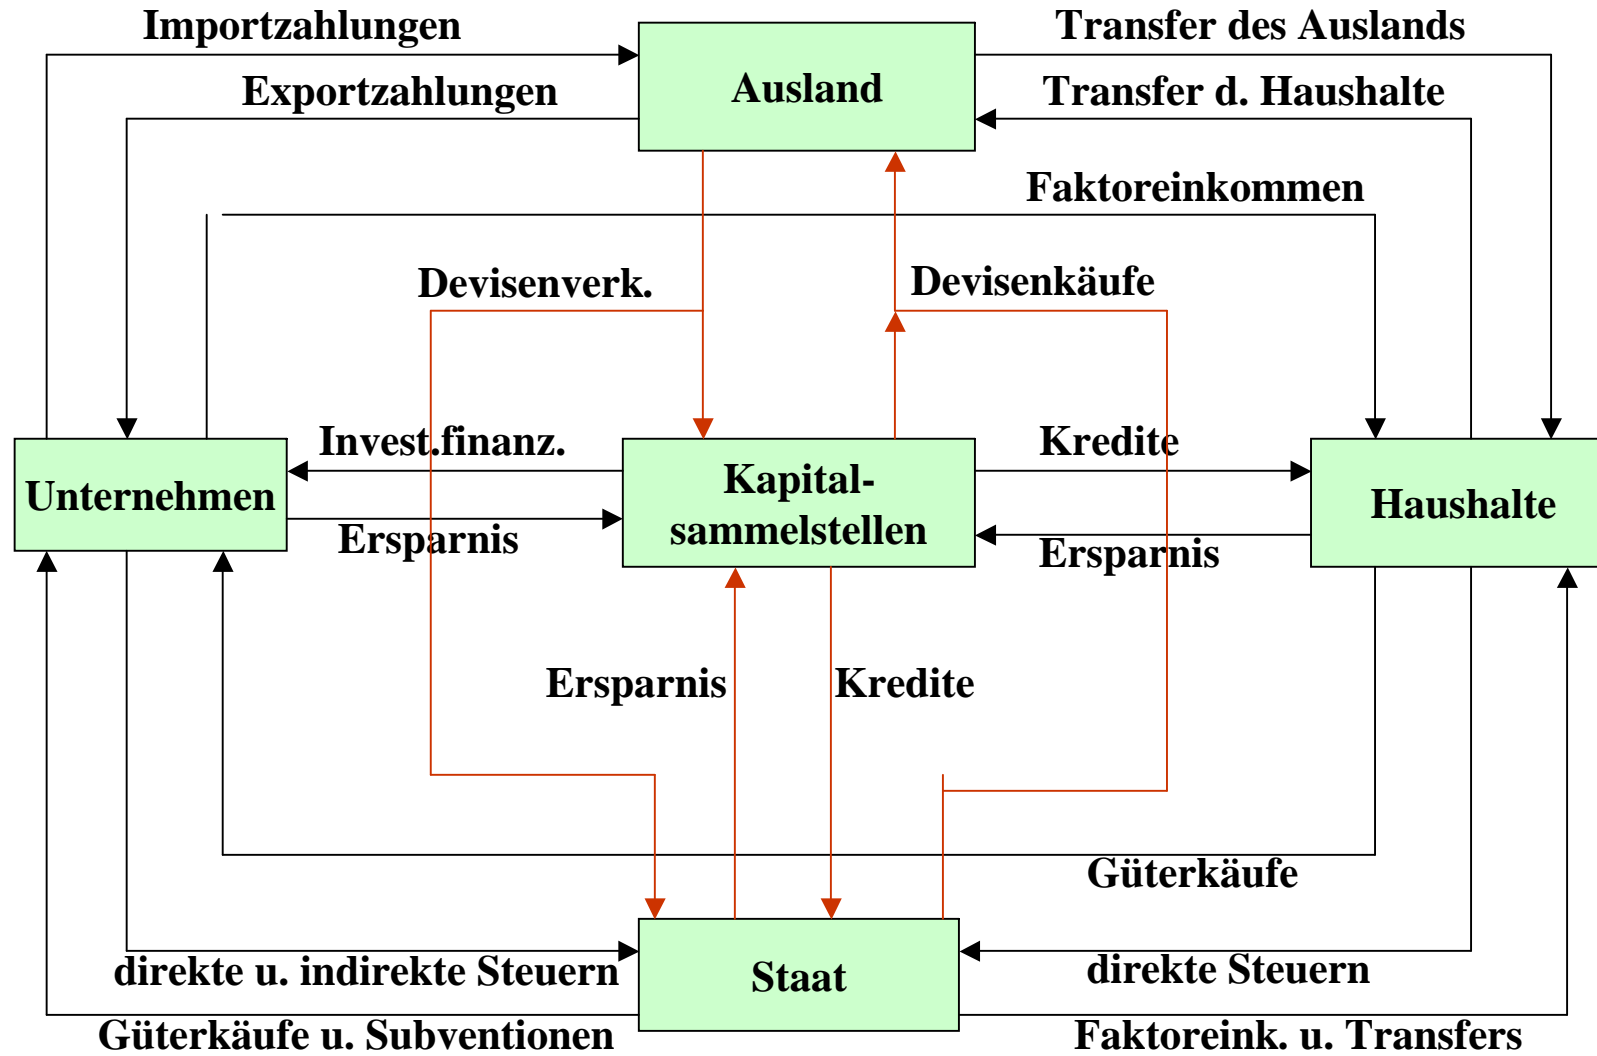 Importzahlungen
Transfer des Auslands
Ausland
Exportzahlungen
Transfer d. Haushalte
Faktoreinkommen
Devisenverk.
Devisenkäufe
Invest.finanz.
Kredite
Unternehmen
Kapital-
sammelstellen
Haushalte
Ersparnis
Ersparnis
Ersparnis
Kredite
Güterkäufe
direkte u. indirekte Steuern
Staat
direkte Steuern
Güterkäufe u. Subventionen
Faktoreink. u. Transfers